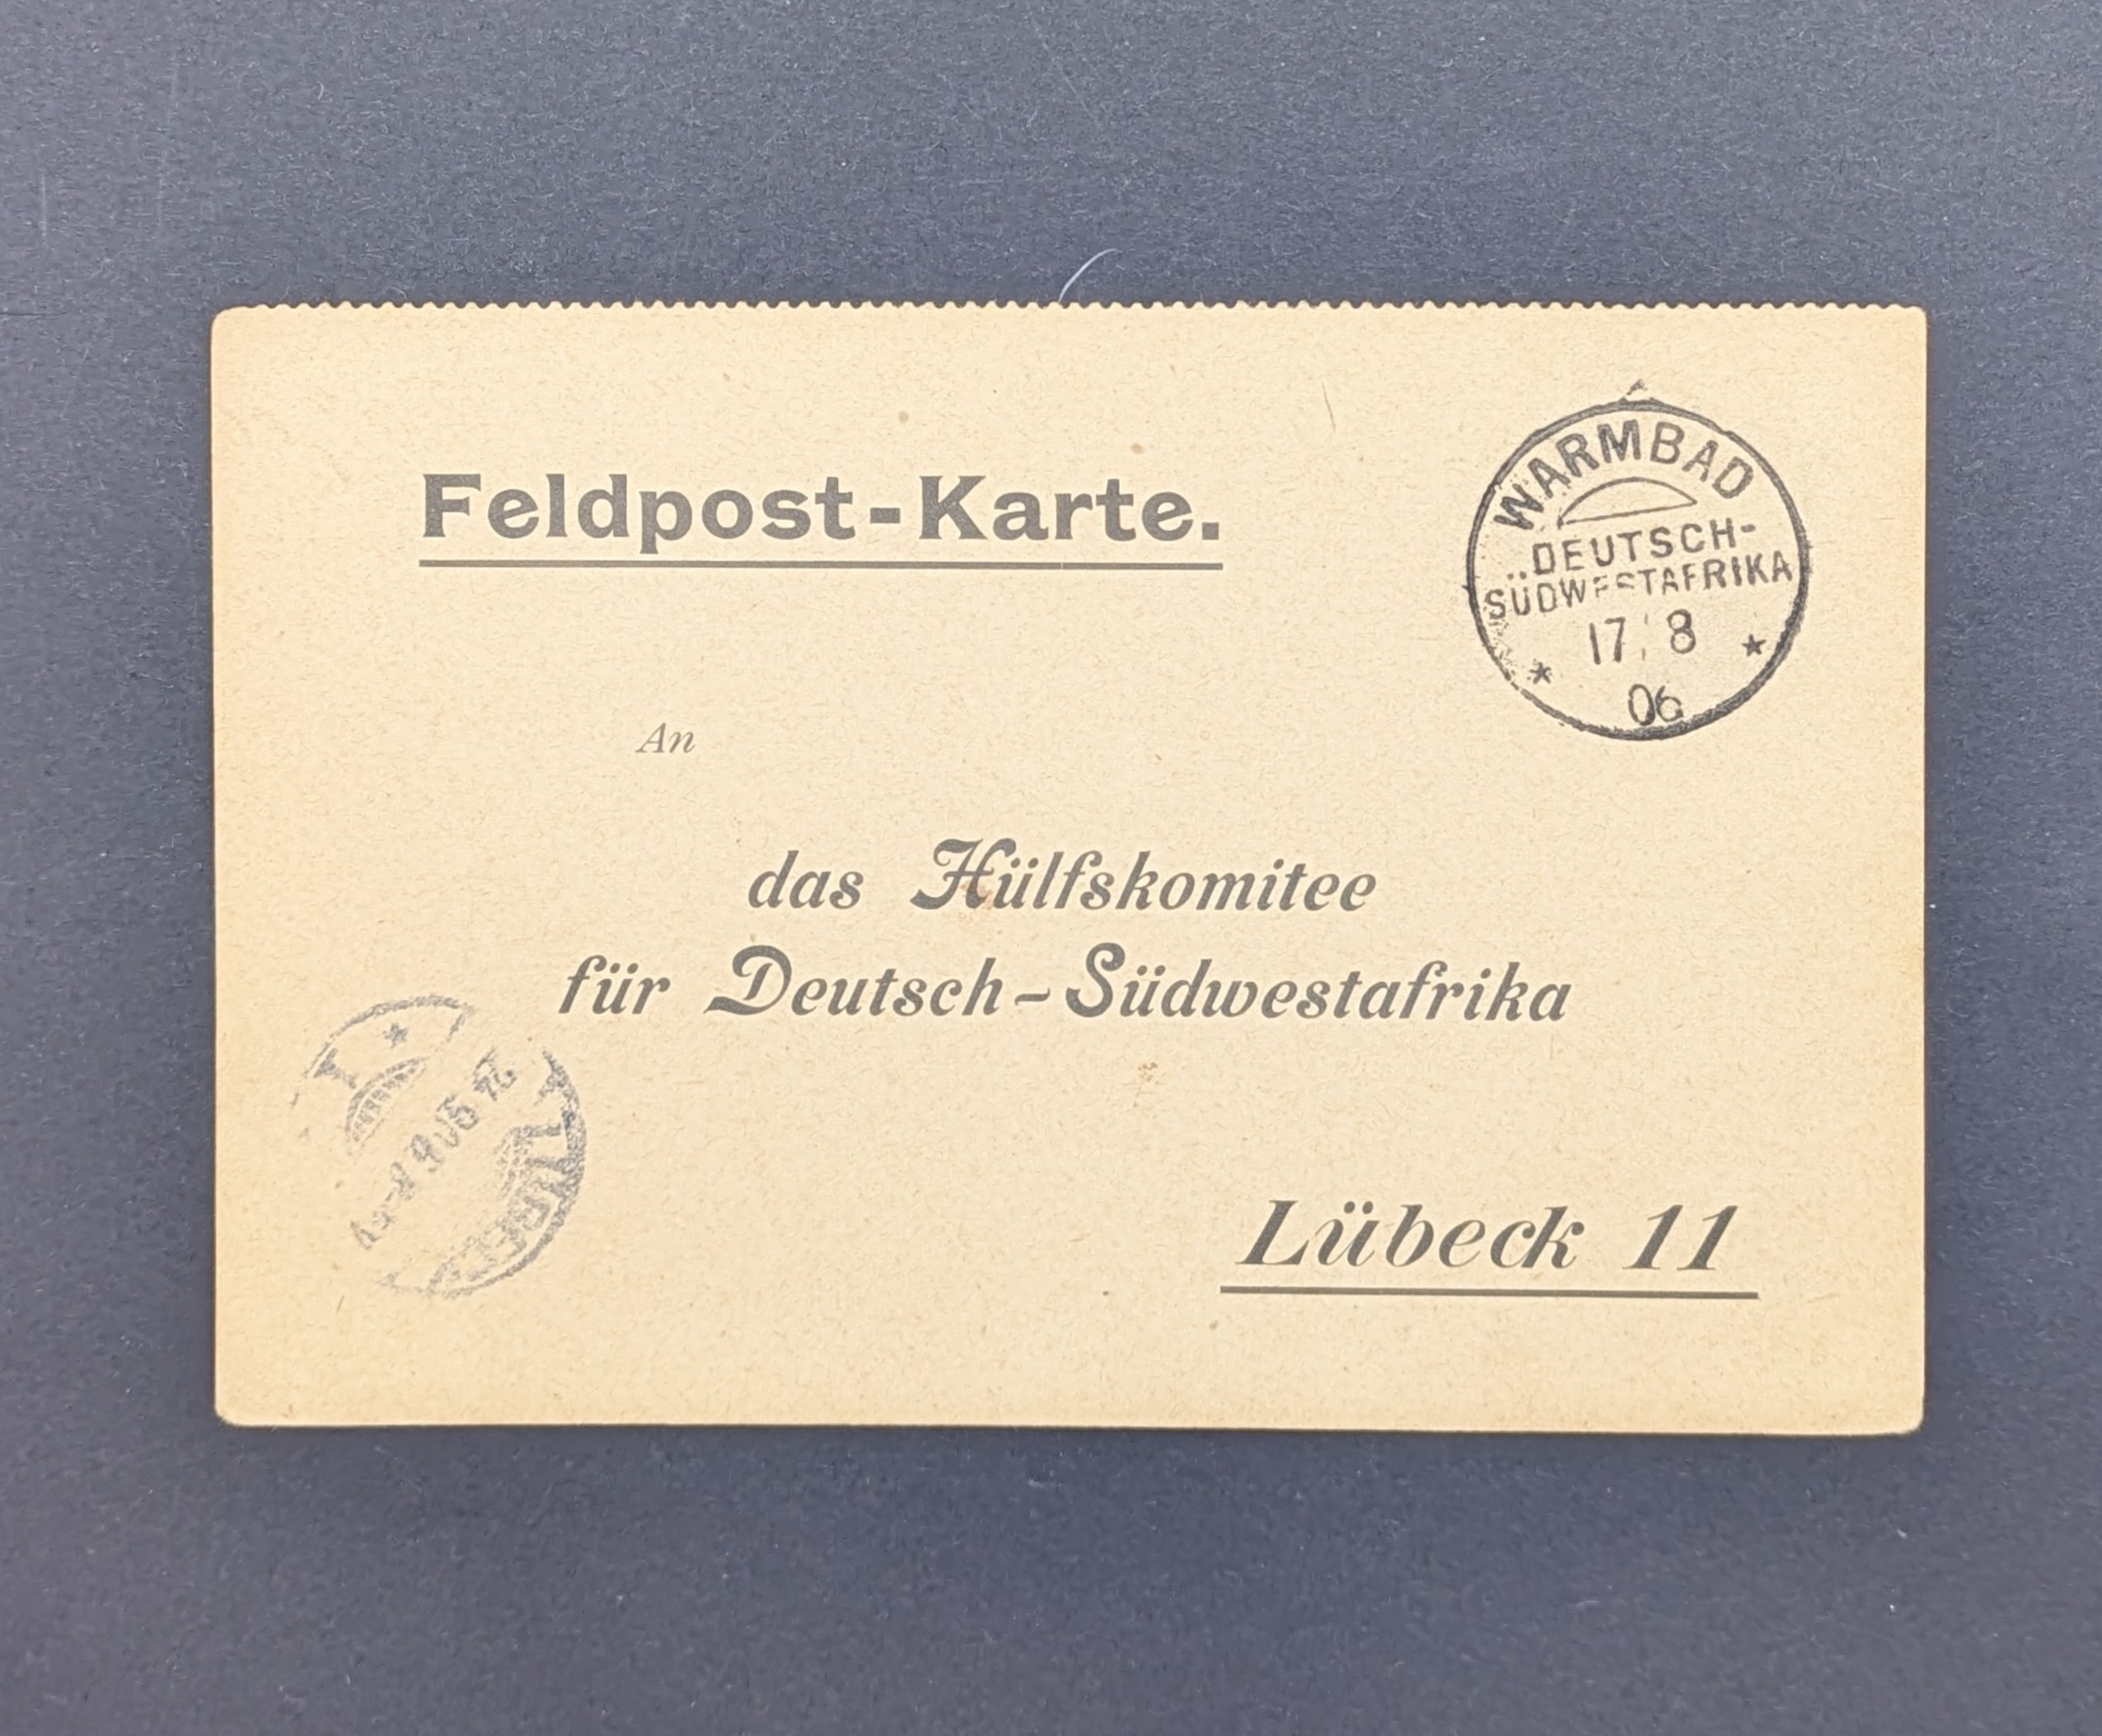 Feldpost-Karte.
WARMBAD
DEUTSCH-
SÜDWESTAFRIKA
17 8
06
An
das Hülfskomitee
für Deutsch-Südwestafrika
Lübeck 11